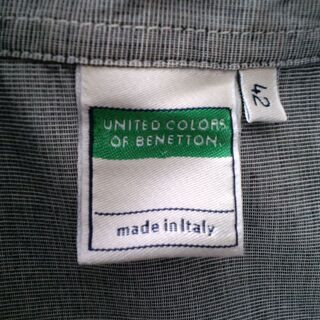 UNITED COLORS
OF BENETTON.
made in Italy
42